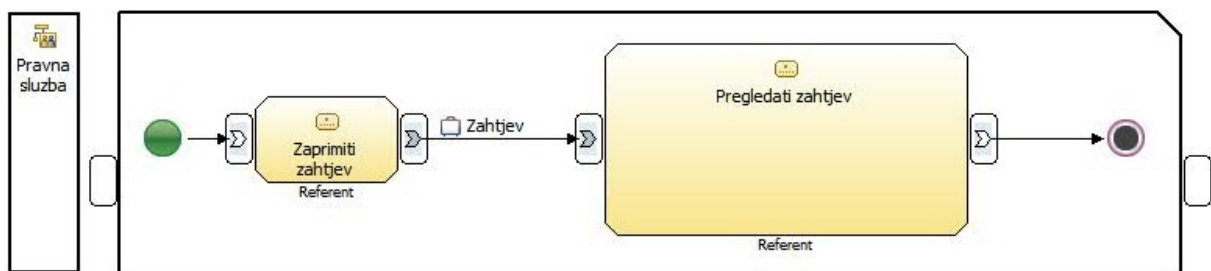 Pravna
sluzba
Zaprimiti
zahtjev
Referent
Zahtjev
Pregledati zahtjev
Referent